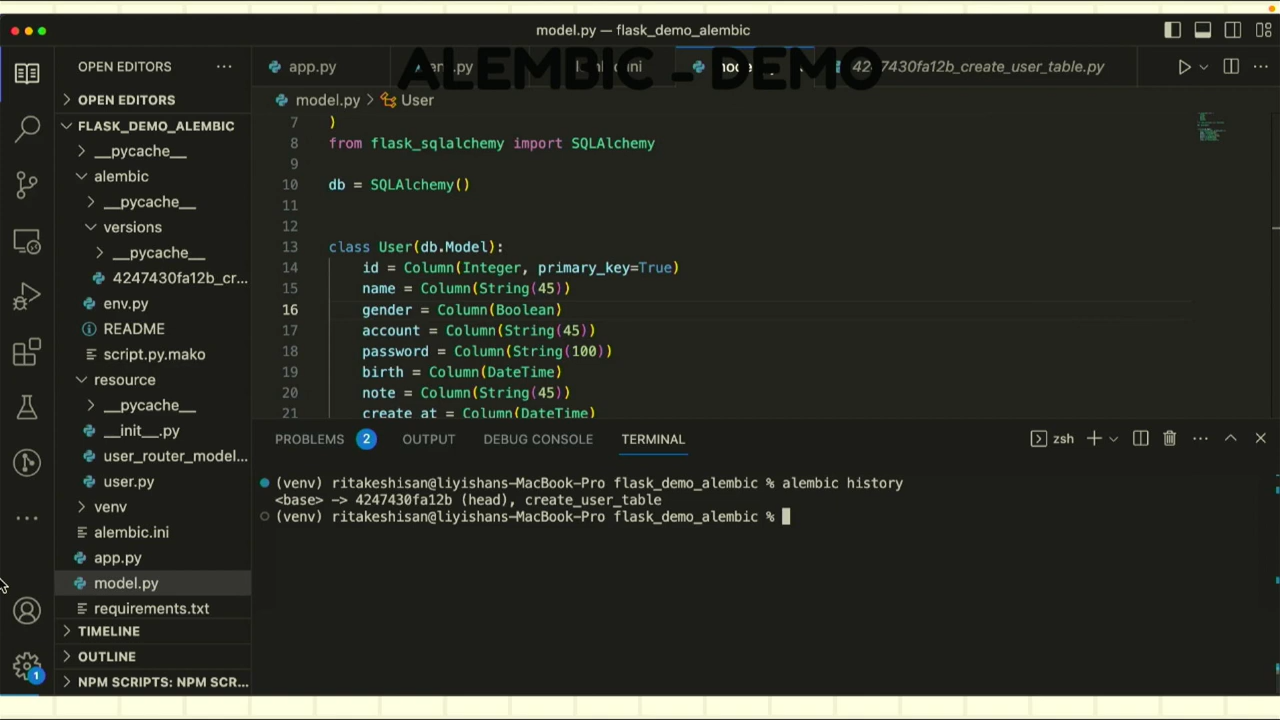 model.py — flask_demo_alembic
ALEMBIC - DEMO
OPEN EDITORS
app.py
4247430fa12b_create_user_table.py
OPEN EDITORS
model.py > User
FLASK_DEMO_ALEMBIC
__pycache__
alembic
__pycache__
versions
__pycache__
4247430fa12b_cr...
env.py
README
script.py.mako
resource
__pycache__
__init__.py
user_router_model...
user.py
venv
alembic.ini
app.py
model.py
requirements.txt
TIMELINE
OUTLINE
NPM SCRIPTS: NPM SCR...
1
7 )
8 from flask_sqlalchemy import SQLAlchemy
9
10 db = SQLAlchemy()
11
12
13 class User(db.Model):
14 id = Column(Integer, primary_key=True)
15 name = Column(String(45))
16 gender = Column(Boolean)
17 account = Column(String(45))
18 password = Column(String(100))
19 birth = Column(DateTime)
20 note = Column(String(45))
21 create_at = Column(DateTime)
PROBLEMS 2 OUTPUT DEBUG CONSOLE TERMINAL zsh
(venv) ritakeshisan@liyishans-MacBook-Pro flask_demo_alembic % alembic history
<base> -> 4247430fa12b (head), create_user_table
(venv) ritakeshisan@liyishans-MacBook-Pro flask_demo_alembic %